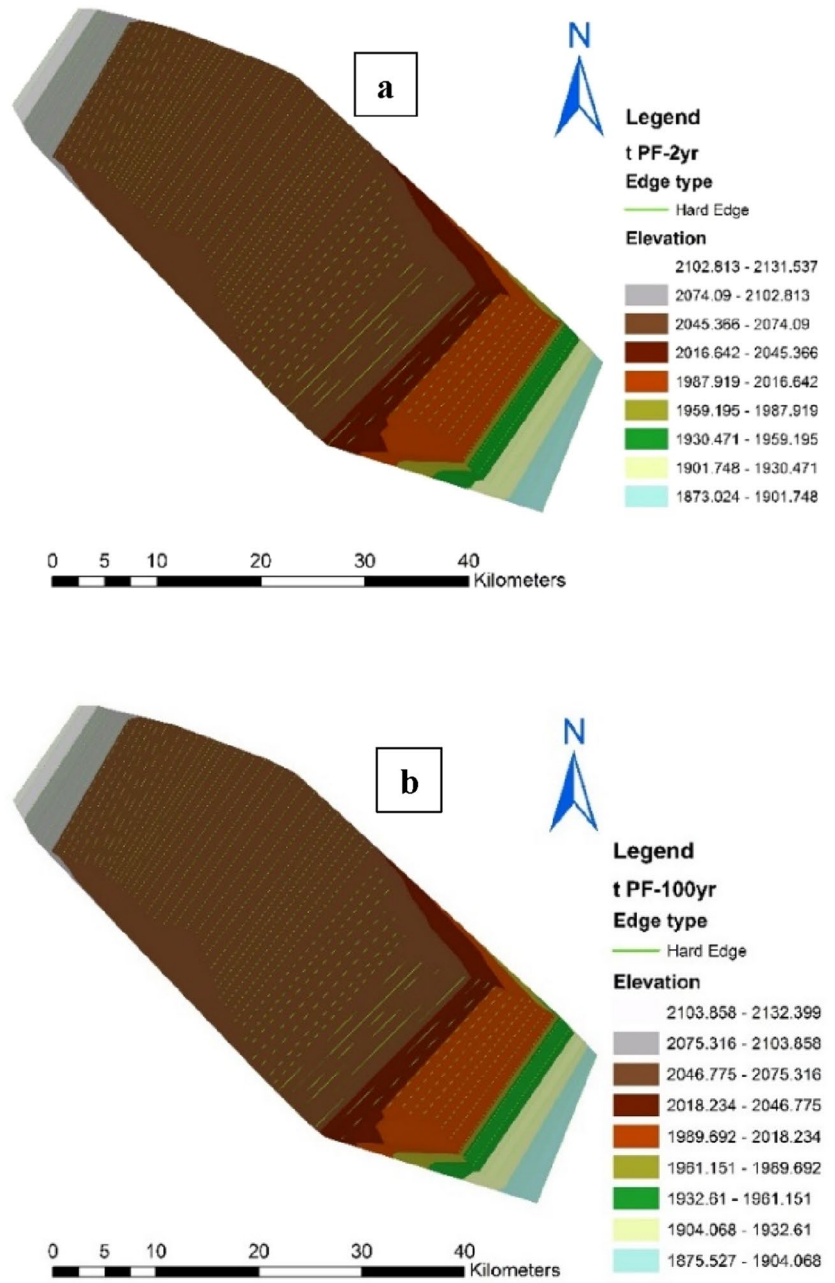 a
N
Legend
t PF-2yr
Edge type
Hard Edge
Elevation
2102.813 - 2131.537
2074.09 - 2102.813
2045.366 - 2074.09
2016.642 - 2045.366
1987.919 - 2016.642
1959.195 - 1987.919
1930.471 - 1959.195
1901.748 - 1930.471
1873.024 - 1901.748
0 5 10 20 30 40
Kilometers
b
N
Legend
t PF-100yr
Edge type
Hard Edge
Elevation
2103.858 - 2132.399
2075.316 - 2103.858
2046.775 - 2075.316
2018.234 - 2046.775
1989.692 - 2018.234
1961.151 - 1989.692
1932.61 - 1961.151
1904.068 - 1932.61
1875.527 - 1904.068
0 5 10 20 30 40
Kilometers